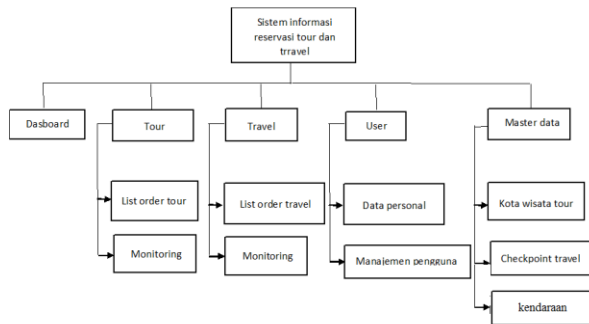 Sistem informasi
reservasi tour dan
trravel
Dasboard
Tour
Travel
User
Master data
List order tour
List order travel
Data personal
Kota wisata tour
Monitoring
Monitoring
Manajemen pengguna
Checkpoint travel
kendaraan